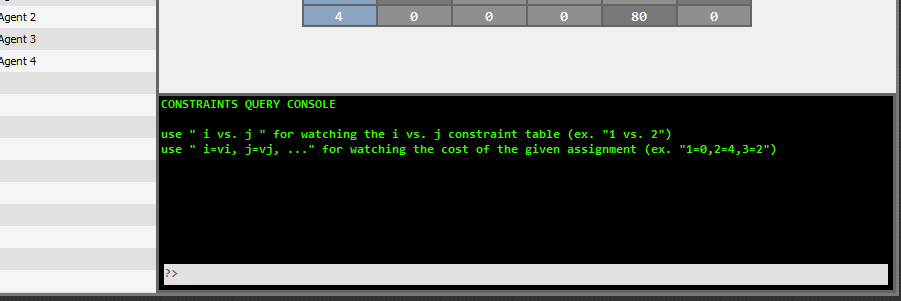 Agent 2
Agent 3
Agent 4
4 0 0 0 80 0
CONSTRAINTS QUERY CONSOLE
use " i vs. j " for watching the i vs. j constraint table (ex. "1 vs. 2")
use " i=vi, j=vj, ..." for watching the cost of the given assignment (ex. "1=0,2=4,3=2")
?>